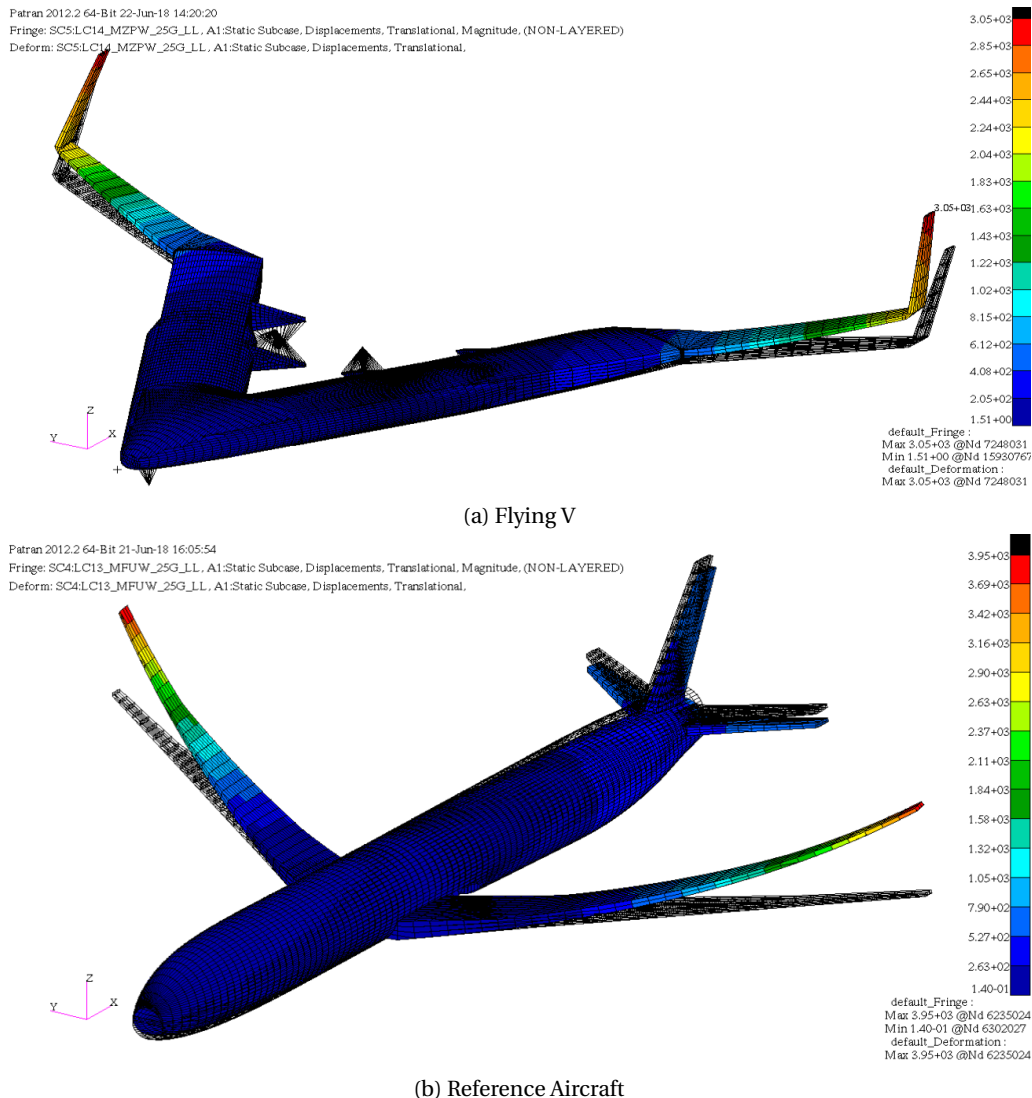 Patran 2012.2 64-Bit 22-Jun-18 14:20:20
Fringe: SC5:LC14_MZPW_25G_LL, A1:Static Subcase, Displacements, Translational, Magnitude, (NON-LAYERED)
Deform: SC5:LC14_MZPW_25G_LL, A1:Static Subcase, Displacements, Translational,
3.05+03
2.85+03
2.65+03
2.44+03
2.24+03
2.04+03
1.83+03
3.05+03
1.63+03
1.43+03
1.22+03
1.02+03
8.15+02
6.12+02
4.08+02
2.05+02
1.51+00
Z
Y
X
default_Fringe :
Max 3.05+03 @Nd 7248031
Min 1.51+00 @Nd 15930767
default_Deformation :
Max 3.05+03 @Nd 7248031
(a) Flying V
Patran 2012.2 64-Bit 21-Jun-18 16:05:54
Fringe: SC4:LC13_MFUW_25G_LL, A1:Static Subcase, Displacements, Translational, Magnitude, (NON-LAYERED)
Deform: SC4:LC13_MFUW_25G_LL, A1:Static Subcase, Displacements, Translational,
3.95+03
3.69+03
3.42+03
3.16+03
2.90+03
2.63+03
2.37+03
2.11+03
1.84+03
1.58+03
1.32+03
1.05+03
7.90+02
5.27+02
2.63+02
1.40-01
Z
Y
X
default_Fringe :
Max 3.95+03 @Nd 6235024
Min 1.40-01 @Nd 6302027
default_Deformation :
Max 3.95+03 @Nd 6235024
(b) Reference Aircraft